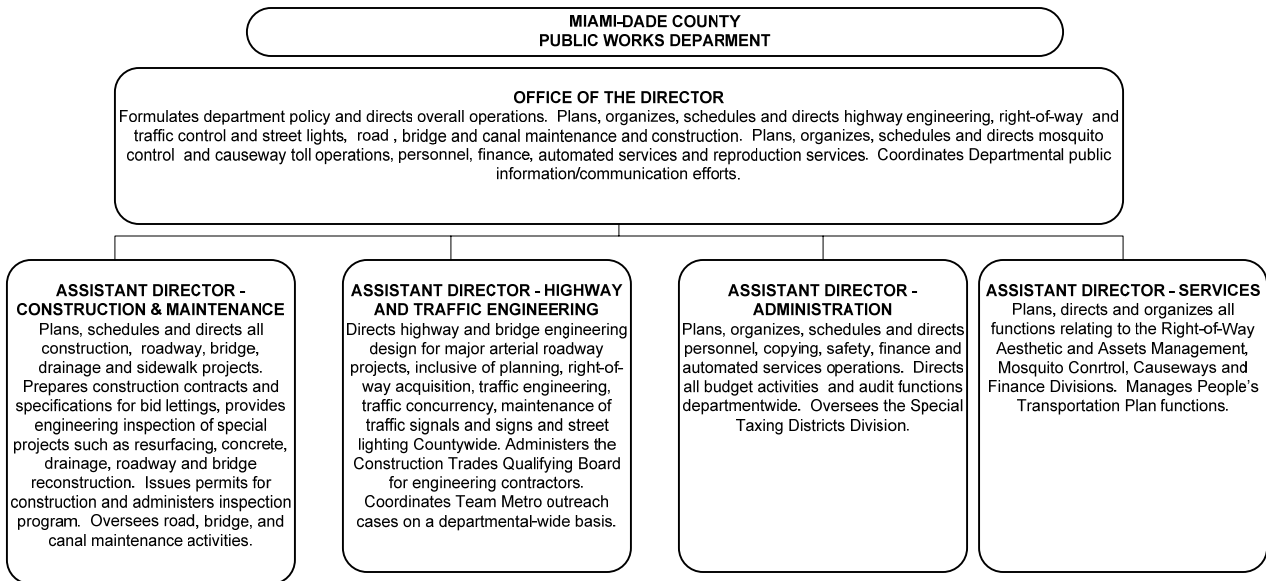 MIAMI-DADE COUNTY
PUBLIC WORKS DEPARMENT
OFFICE OF THE DIRECTOR
Formulates department policy and directs overall operations. Plans, organizes, schedules and directs highway engineering, right-of-way and
traffic control and street lights, road , bridge and canal maintenance and construction. Plans, organizes, schedules and directs mosquito
control and causeway toll operations, personnel, finance, automated services and reproduction services. Coordinates Departmental public
information/communication efforts.
ASSISTANT DIRECTOR -
CONSTRUCTION & MAINTENANCE
Plans, schedules and directs all
construction, roadway, bridge,
drainage and sidewalk projects.
Prepares construction contracts and
specifications for bid lettings, provides
engineering inspection of special
projects such as resurfacing, concrete,
drainage, roadway and bridge
reconstruction. Issues permits for
construction and administers inspection
program. Oversees road, bridge, and
canal maintenance activities.
ASSISTANT DIRECTOR - HIGHWAY
AND TRAFFIC ENGINEERING
Directs highway and bridge engineering
design for major arterial roadway
projects, inclusive of planning, right-of-
way acquisition, traffic engineering,
traffic concurrency, maintenance of
traffic signals and signs and street
lighting Countywide. Administers the
Construction Trades Qualifying Board
for engineering contractors.
Coordinates Team Metro outreach
cases on a departmental-wide basis.
ASSISTANT DIRECTOR -
ADMINISTRATION
Plans, organizes, schedules and directs
personnel, copying, safety, finance and
automated services operations. Directs
all budget activities and audit functions
departmentwide. Oversees the Special
Taxing Districts Division.
ASSISTANT DIRECTOR - SERVICES
Plans, directs and organizes all
functions relating to the Right-of-Way
Aesthetic and Assets Management,
Mosquito Conrtrol, Causeways and
Finance Divisions. Manages People's
Transportation Plan functions.